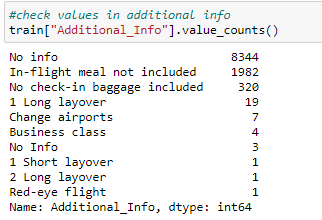 #check values in additional info
train["Additional_Info"].value_counts()
No info 8344
In-flight meal not included 1982
No check-in baggage included 320
1 Long layover 19
Change airports 7
Business class 4
No Info 3
1 Short layover 1
2 Long layover 1
Red-eye flight 1
Name: Additional_Info, dtype: int64